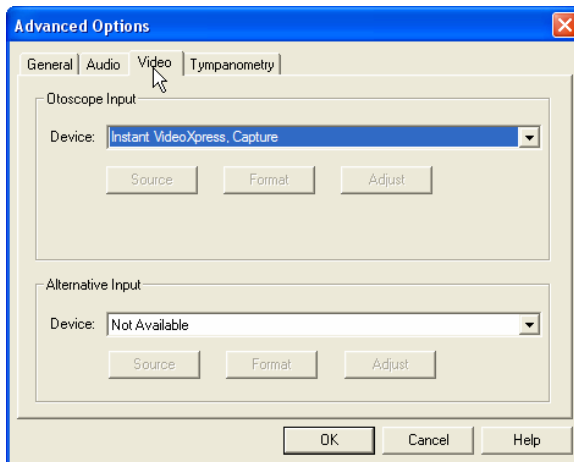 Advanced Options
General Audio Video Tympanometry
Otoscope Input
Device: Instant VideoXpress, Capture
Source Format Adjust
Alternative Input
Device: Not Available
Source Format Adjust
OK Cancel Help